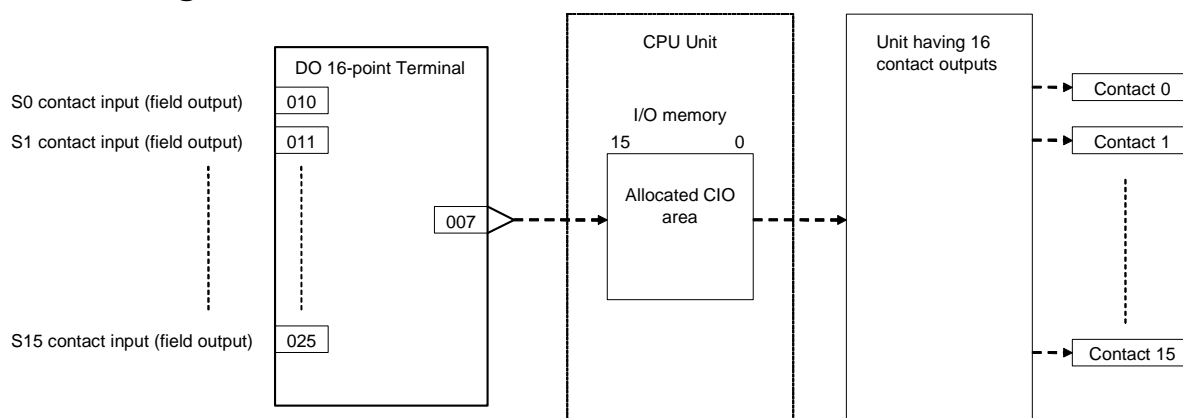 DO 16-point Terminal
S0 contact input (field output)
010
S1 contact input (field output)
011
007
S15 contact input (field output)
025
CPU Unit
I/O memory
15 0
Allocated CIO
area
Unit having 16
contact outputs
Contact 0
Contact 1
Contact 15